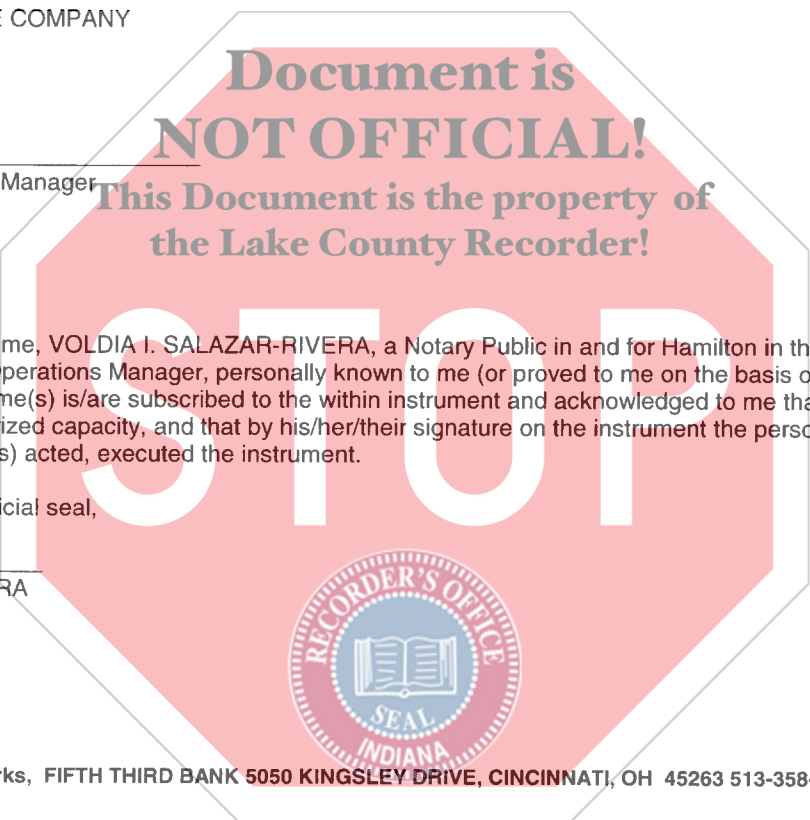 E COMPANY
Document is
NOT OFFICIAL!
Manager
This Document is the property of
the Lake County Recorder!
STOP
me, VOLDIA I. SALAZAR-RIVERA, a Notary Public in and for Hamilton in th
perations Manager, personally known to me (or proved to me on the basis o
me(s) is/are subscribed to the within instrument and acknowledged to me tha
ized capacity, and that by his/her/their signature on the instrument the perso
s) acted, executed the instrument.
icial seal,
RA
RECORDER'S OFFICE
SEAL
INDIANA
rks, FIFTH THIRD BANK 5050 KINGSLEY DRIVE, CINCINNATI, OH 45263 513-358-